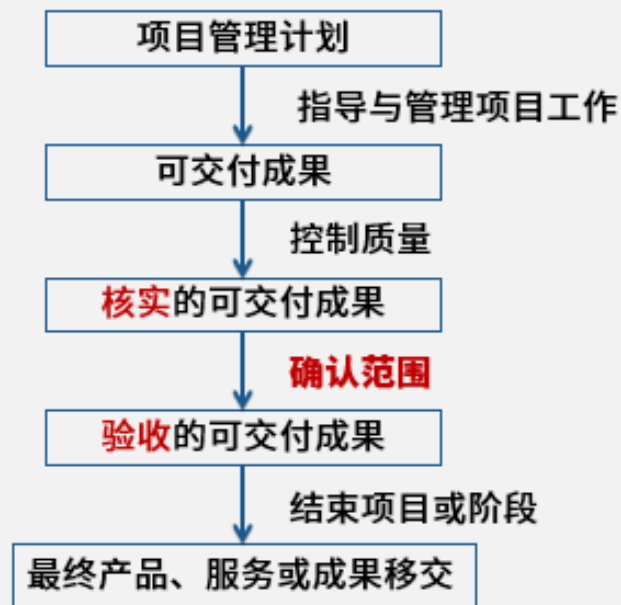 项目管理计划
指导与管理项目工作
可交付成果
控制质量
核实的可交付成果
确认范围
验收的可交付成果
结束项目或阶段
最终产品、服务或成果移交